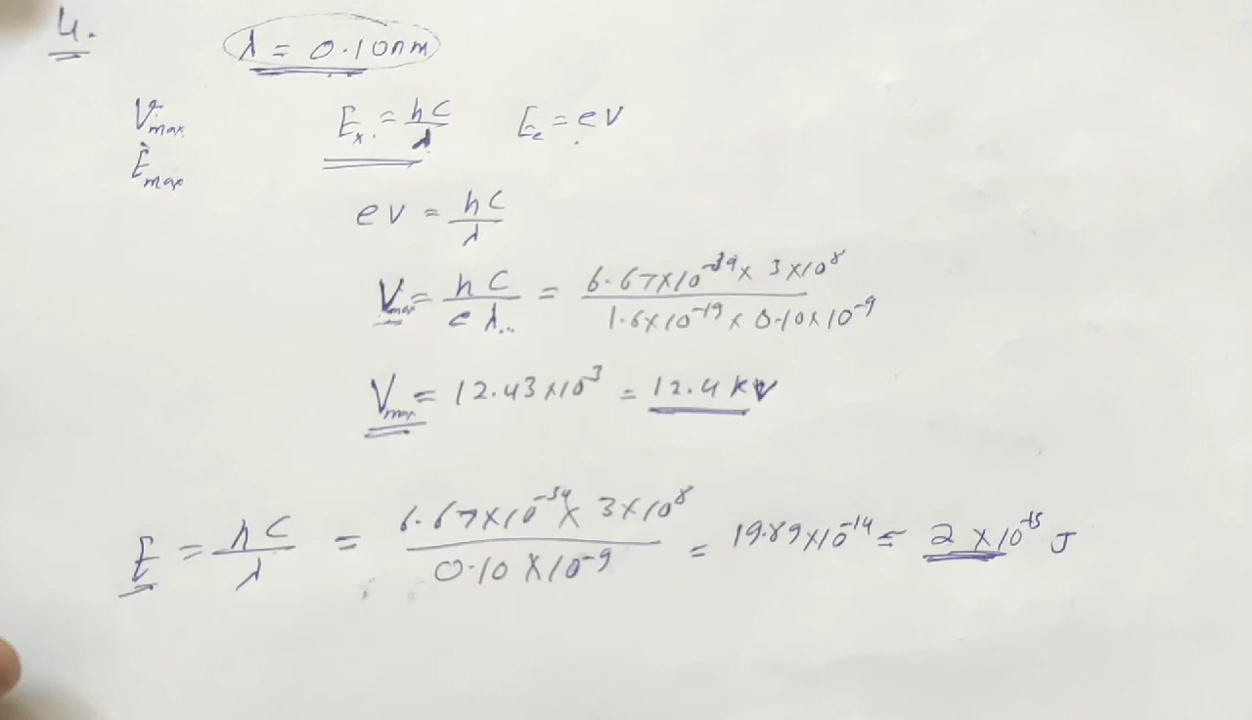 4.
λ = 0.10nm
Vmax Ex = hc/λ Ee = eV
Emax
eV = hc/λ
Vmax = hc/eλ = 6.67×10⁻³⁴ × 3×10⁸ / 1.6×10⁻¹⁹ × 0.10×10⁻⁹
Vmax = 12.43×10³ = 12.4 kV
E = hc/λ = 6.67×10⁻³⁴ × 3×10⁸ / 0.10×10⁻⁹ = 19.89×10⁻¹⁴ = 2×10⁻¹⁵ J